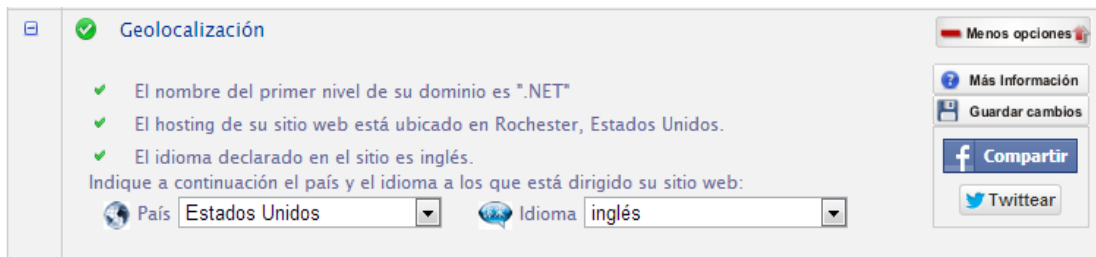 Geolocalización
Menos opciones
El nombre del primer nivel de su dominio es ".NET"
Más Información
El hosting de su sitio web está ubicado en Rochester, Estados Unidos.
Guardar cambios
El idioma declarado en el sitio es inglés.
f Compartir
Indique a continuación el país y el idioma a los que está dirigido su sitio web:
País Estados Unidos Idioma inglés
Twittear